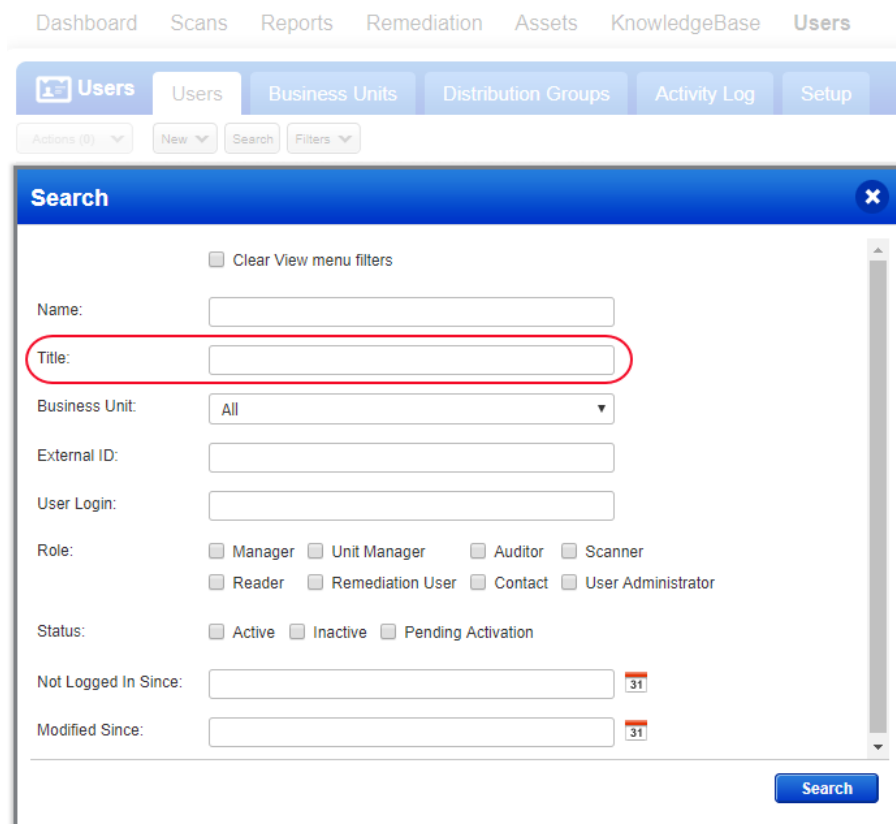 Dashboard Scans Reports Remediation Assets KnowledgeBase Users
Users Users Business Units Distribution Groups Activity Log Setup
Actions (0) New Search Filters
Search
Clear View menu filters
Name:
Title:
Business Unit: All
External ID:
User Login:
Role: Manager Unit Manager Auditor Scanner
Reader Remediation User Contact User Administrator
Status: Active Inactive Pending Activation
Not Logged In Since: 31
Modified Since: 31
Search